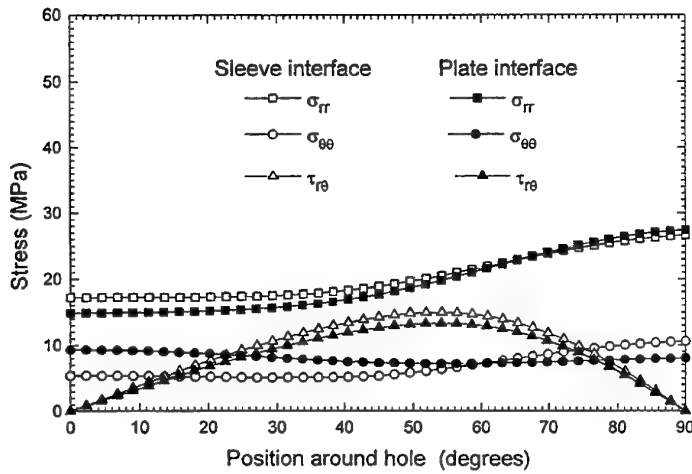 60
50
40
30
20
10
0
Stress (MPa)
Sleeve interface
σrr
σθθ
τrθ
Plate interface
σrr
σθθ
τrθ
0 10 20 30 40 50 60 70 80 90
Position around hole (degrees)